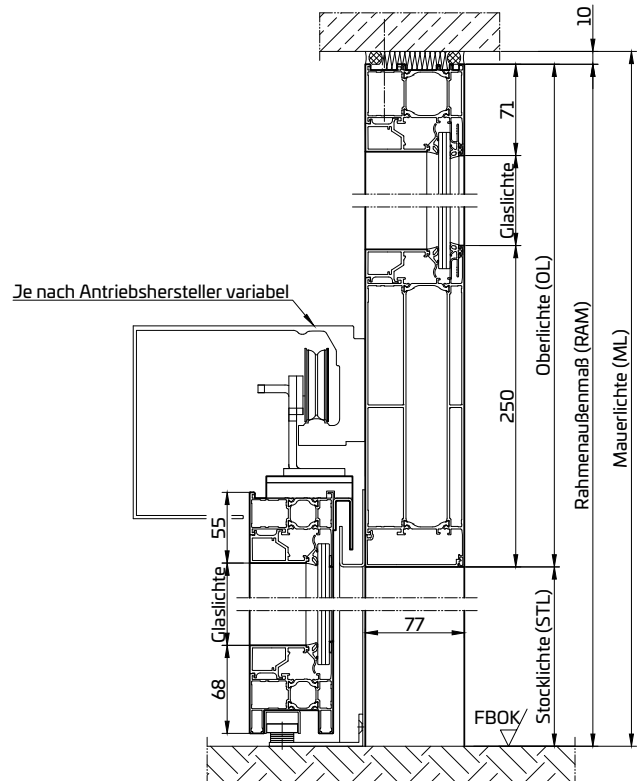 10
71
Glaslichte
Oberlichte (OL)
Rahmenaußenmaß (RAM)
Mauerlichte (ML)
Je nach Antriebshersteller variabel
250
55
Glaslichte
77
Stocklichte (STL)
68
FBOK